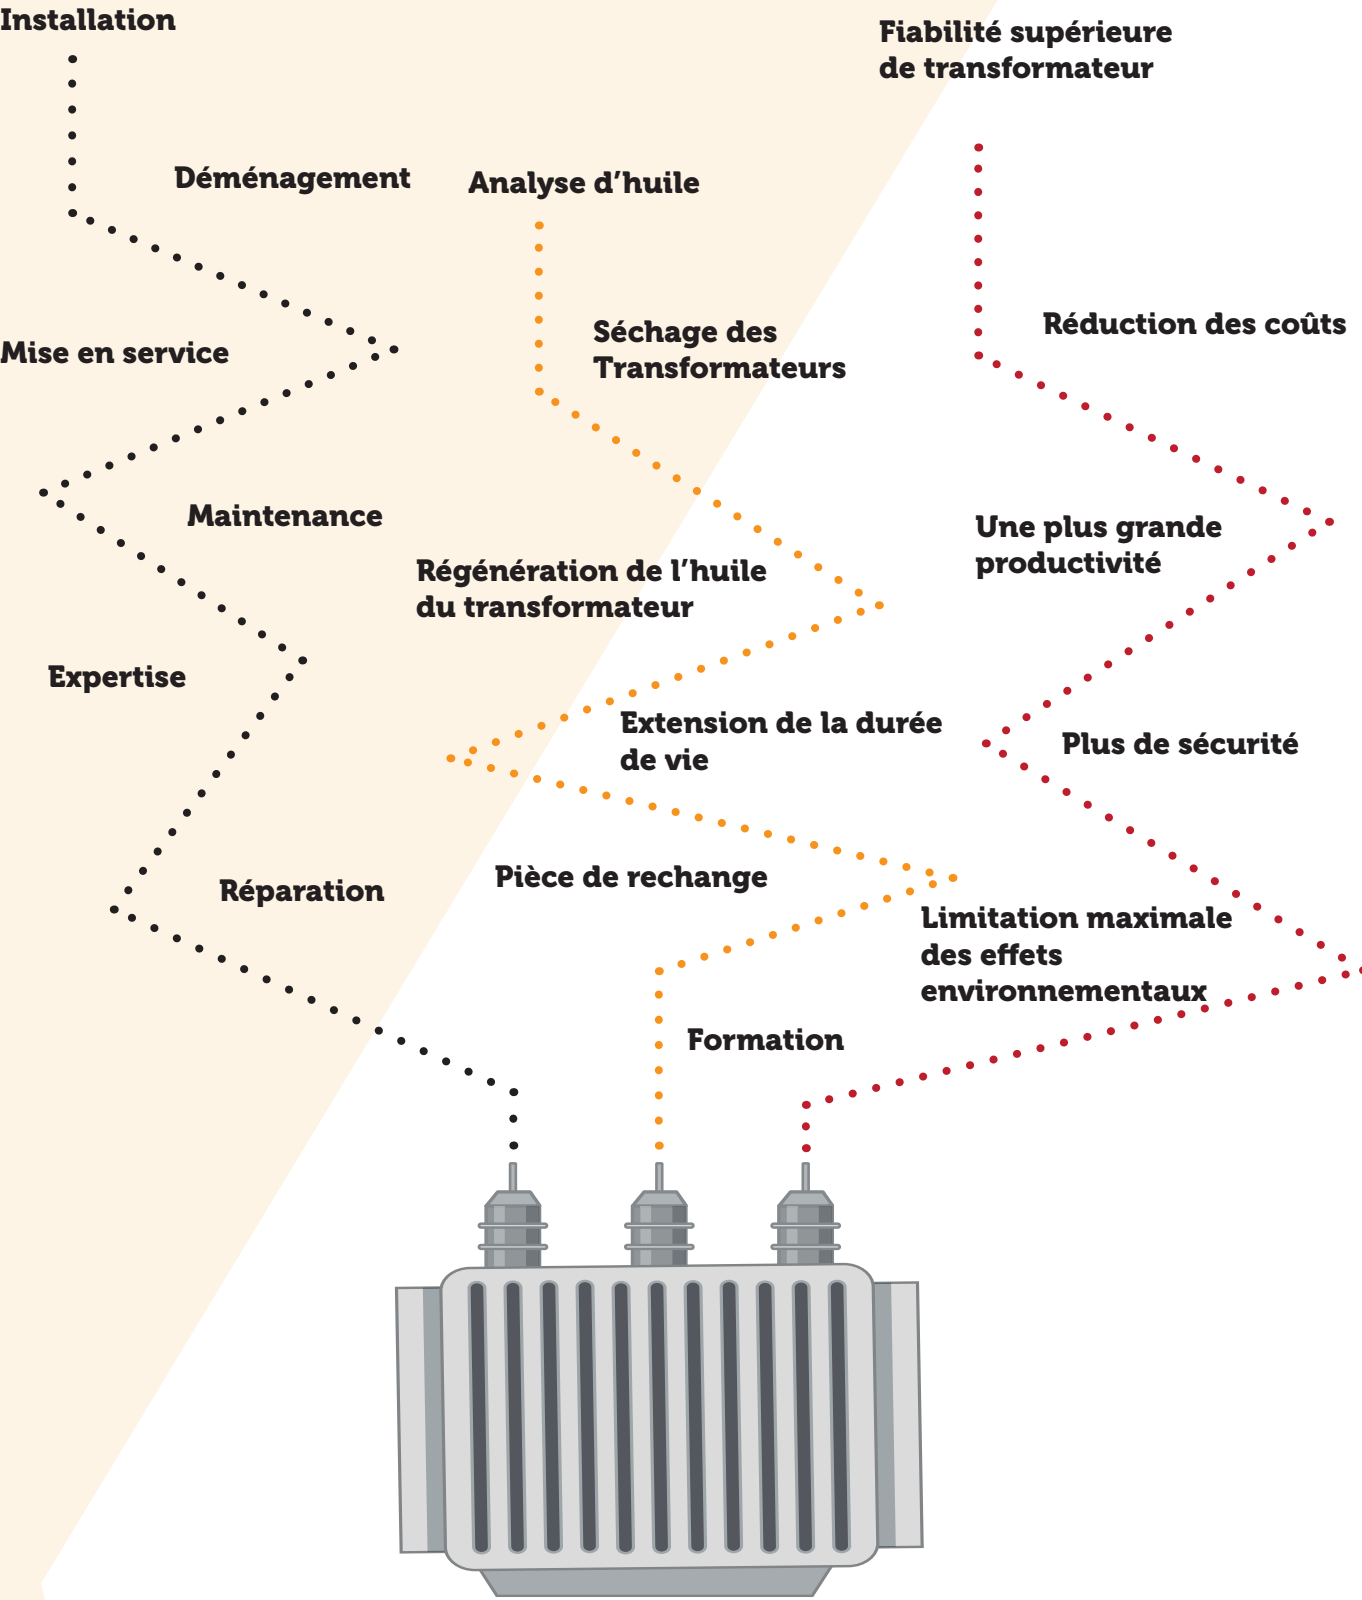 Installation
Déménagement
Mise en service
Maintenance
Expertise
Réparation
Analyse d’huile
Séchage des
Transformateurs
Régénération de l’huile
du transformateur
Extension de la durée
de vie
Pièce de rechange
Formation
Fiabilité supérieure
de transformateur
Réduction des coûts
Une plus grande
productivité
Plus de sécurité
Limitation maximale
des effets
environnementaux